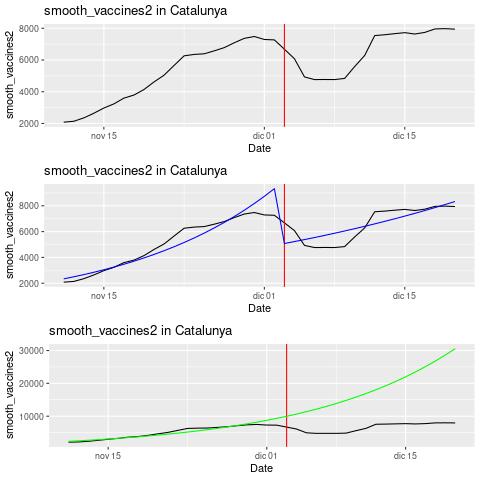 smooth_vaccines2 in Catalunya
smooth_vaccines2
8000
6000
4000
2000
nov 15
dic 01
dic 15
Date
smooth_vaccines2 in Catalunya
smooth_vaccines2
8000
6000
4000
2000
nov 15
dic 01
dic 15
Date
smooth_vaccines2 in Catalunya
smooth_vaccines2
30000
20000
10000
nov 15
dic 01
dic 15
Date